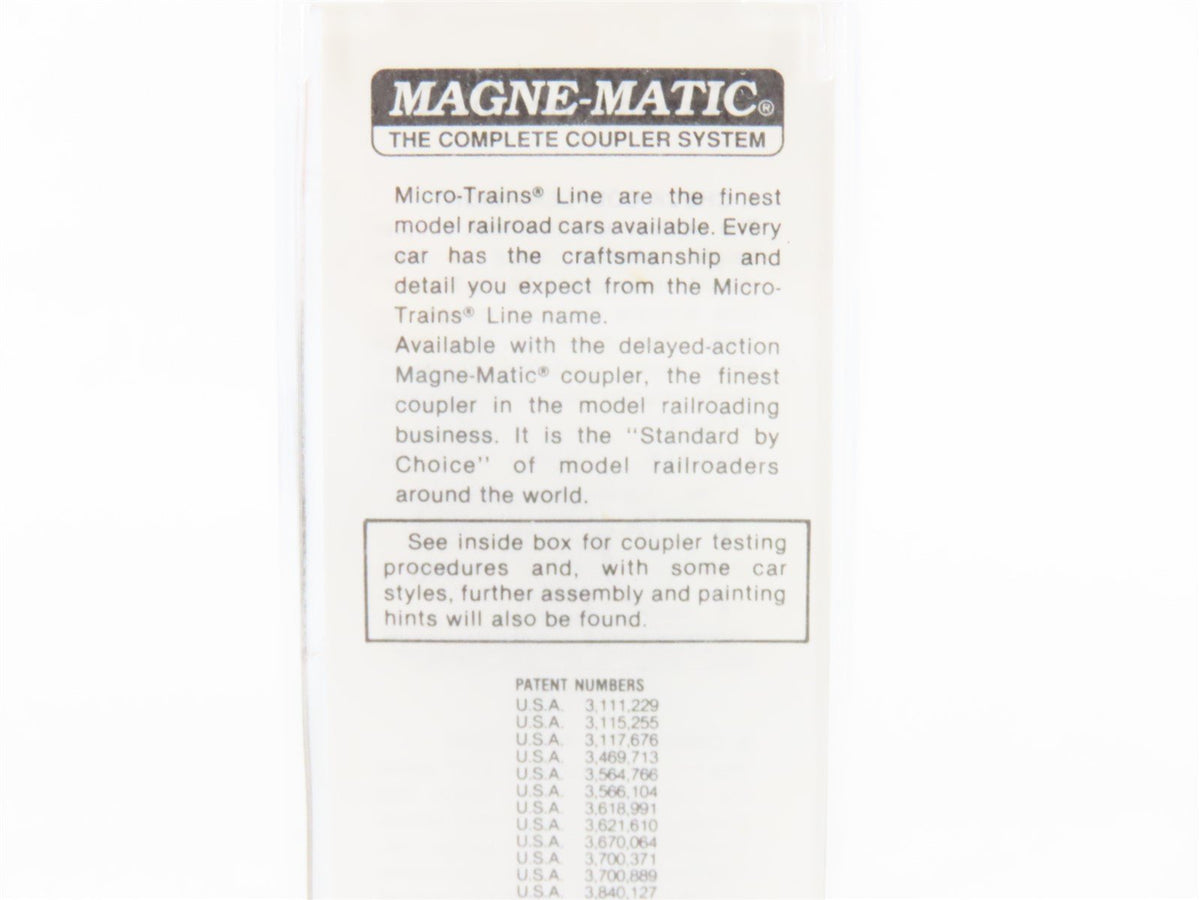 MAGNE-MATIC®
THE COMPLETE COUPLER SYSTEM
Micro-Trains® Line are the finest
model railroad cars available. Every
car has the craftsmanship and
detail you expect from the Micro-
Trains® Line name.
Available with the delayed-action
Magne-Matic® coupler, the finest
coupler in the model railroading
business. It is the "Standard by
Choice" of model railroaders
around the world.
See inside box for coupler testing
procedures and, with some car
styles, further assembly and painting
hints will also be found.
PATENT NUMBERS
U.S.A. 3,111,229
U.S.A. 3,115,255
U.S.A. 3,117,676
U.S.A. 3,469,713
U.S.A. 3,564,766
U.S.A. 3,566,104
U.S.A. 3,618,991
U.S.A. 3,621,610
U.S.A. 3,670,064
U.S.A. 3,700,371
U.S.A. 3,700,889
U.S.A. 3,840,127